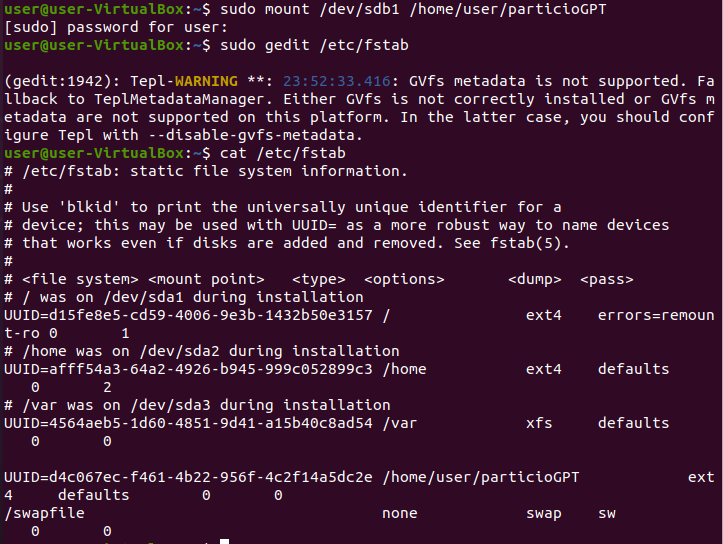 user@user-VirtualBox:~$ sudo mount /dev/sdb1 /home/user/particioGPT
[sudo] password for user:
user@user-VirtualBox:~$ sudo gedit /etc/fstab

(gedit:1942): Tepl-WARNING **: 23:52:33.416: GVfs metadata is not supported. Fa
llback to TeplMetadataManager. Either GVfs is not correctly installed or GVfs m
etadata are not supported on this platform. In the latter case, you should conf
igure Tepl with --disable-gvfs-metadata.
user@user-VirtualBox:~$ cat /etc/fstab
# /etc/fstab: static file system information.
#
# Use 'blkid' to print the universally unique identifier for a
# device; this may be used with UUID= as a more robust way to name devices
# that works even if disks are added and removed. See fstab(5).
#
# <file system> <mount point>   <type>  <options>       <dump>  <pass>
# / was on /dev/sda1 during installation
UUID=d15fe8e5-cd59-4006-9e3b-1432b50e3157 /                 ext4    errors=remoun
t-ro 0       1
# /home was on /dev/sda2 during installation
UUID=afff54a3-64a2-4926-b945-999c052899c3 /home             ext4    defaults
   0       2
# /var was on /dev/sda3 during installation
UUID=4564aeb5-1d60-4851-9d41-a15b40c8ad54 /var              xfs     defaults
   0       0

UUID=d4c067ec-f461-4b22-956f-4c2f14a5dc2e /home/user/particioGPT            ext
4     defaults        0       0
/swapfile                                 none            swap    sw
   0       0